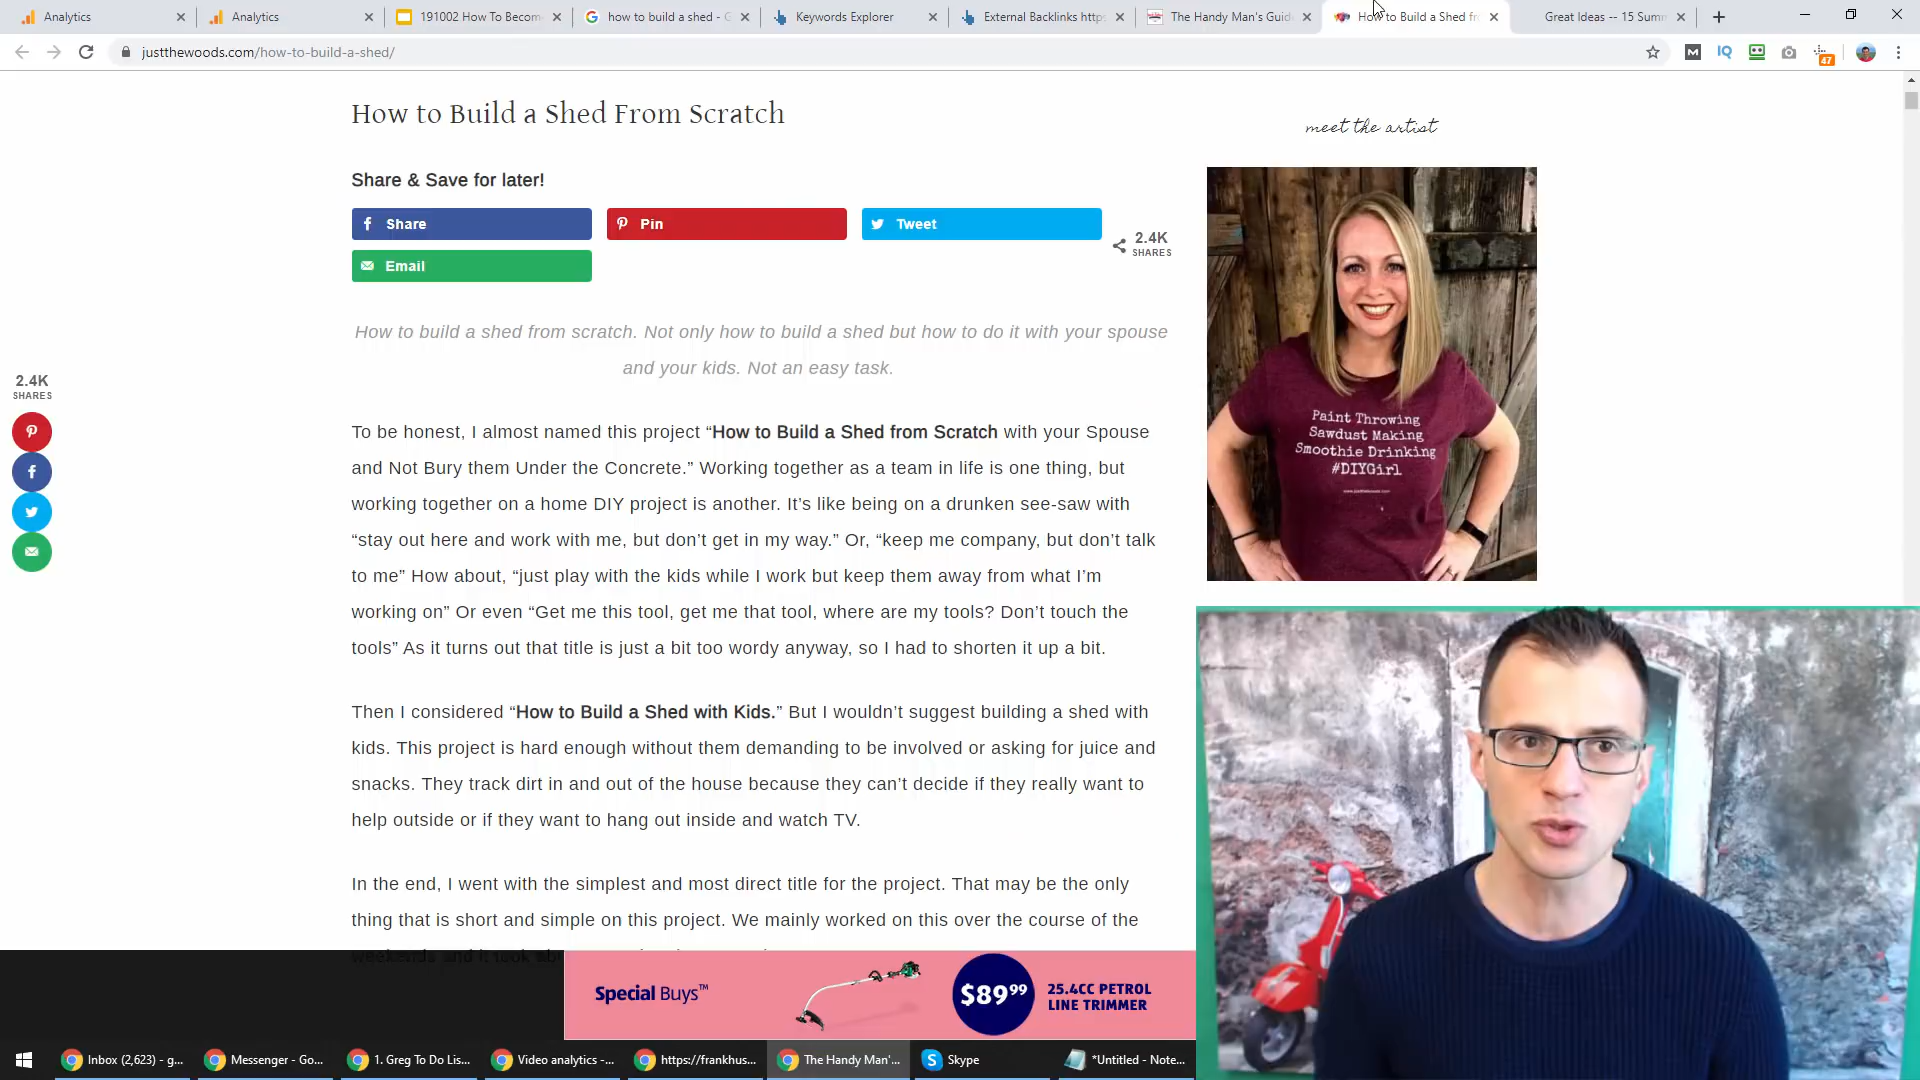 Analytics
Analytics
191002 How To Becom
how to build a shed - G
Keywords Explorer
External Backlinks http
The Handy Man's Guid
How to Build a Shed fr
Great Ideas -- 15 Sum
justthewoods.com/how-to-build-a-shed/
47
How to Build a Shed From Scratch
meet the artist
Share & Save for later!
Share
Pin
Tweet
Email
2.4K
SHARES
How to build a shed from scratch. Not only how to build a shed but how to do it with your spouse
and your kids. Not an easy task.
2.4K
SHARES
To be honest, I almost named this project “How to Build a Shed from Scratch with your Spouse
and Not Bury them Under the Concrete.” Working together as a team in life is one thing, but
working together on a home DIY project is another. It’s like being on a drunken see-saw with
“stay out here and work with me, but don’t get in my way.” Or, “keep me company, but don’t talk
to me” How about, “just play with the kids while I work but keep them away from what I’m
working on” Or even “Get me this tool, get me that tool, where are my tools? Don’t touch the
tools” As it turns out that title is just a bit too wordy anyway, so I had to shorten it up a bit.
Paint Throwing
Sawdust Making
Smoothie Drinking
#DIYGirl
Then I considered “How to Build a Shed with Kids.” But I wouldn’t suggest building a shed with
kids. This project is hard enough without them demanding to be involved or asking for juice and
snacks. They track dirt in and out of the house because they can’t decide if they really want to
help outside or if they want to hang out inside and watch TV.
In the end, I went with the simplest and most direct title for the project. That may be the only
thing that is short and simple on this project. We mainly worked on this over the course of the
weekends and it took
Special Buys™
$89⁹⁹
25.4CC PETROL
LINE TRIMMER
Inbox (2,623) - g...
Messenger - Go...
1. Greg To Do Lis...
Video analytics -...
https://frankhus...
The Handy Man'...
Skype
*Untitled - Note...